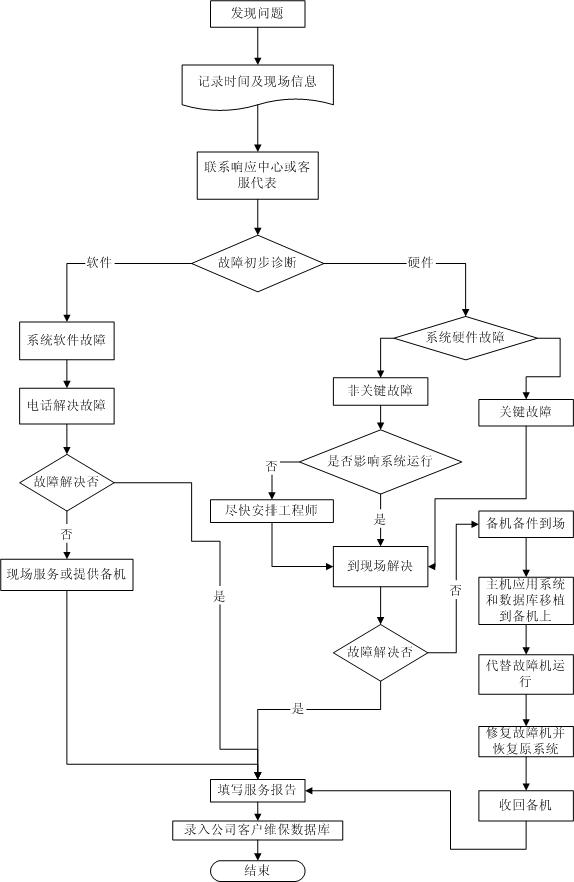 发现问题
记录时间及现场信息
联系响应中心或客
服代表
软件
故障初步诊断
硬件
系统软件故障
系统硬件故障
电话解决故障
非关键故障
关键故障
故障解决否
否
是否影响系统运行
否
尽快安排工程师
是
备机备件到场
现场服务或提供备机
是
到现场解决
否
主机应用系统
和数据库移植
到备机上
故障解决否
代替故障机运
行
是
修复故障机并
恢复原系统
填写服务报告
收回备机
录入公司客户维保数据库
结束